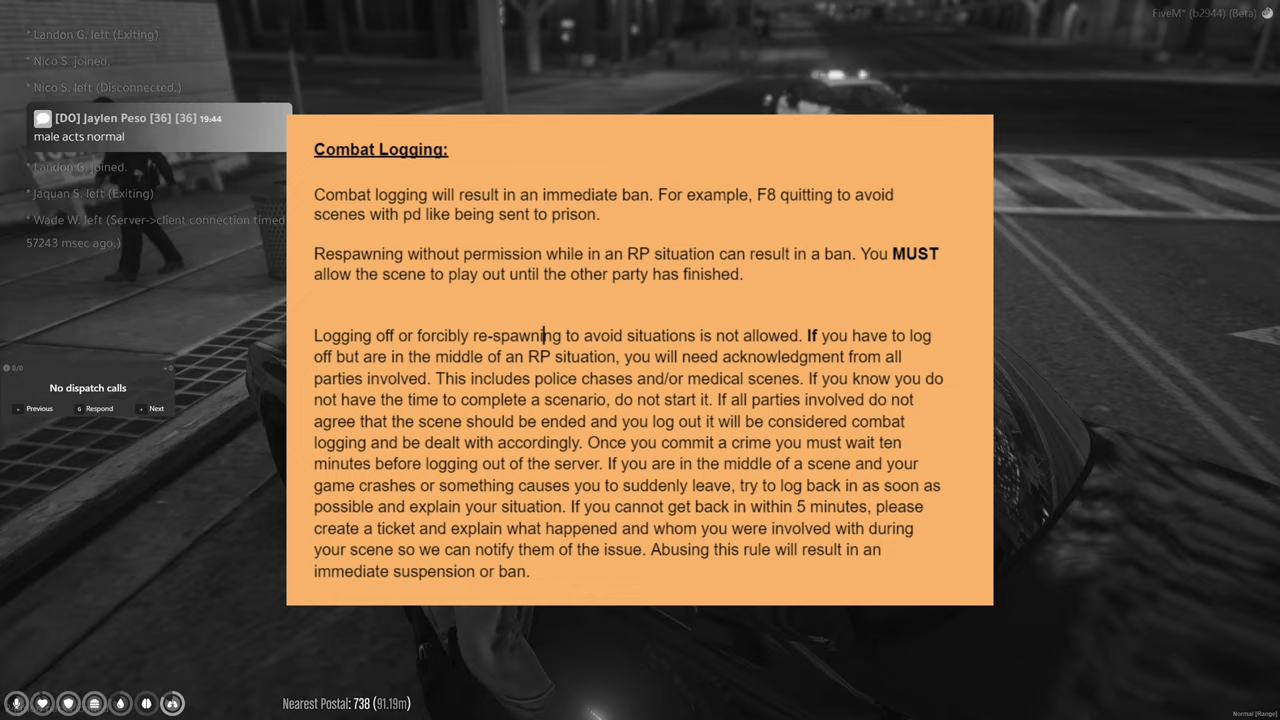 FiveM* (b2944) (Beta)
* Landon G. left (Exiting)
* Nico S. joined.
* Nico S. left (Disconnected.)
[DO] Jaylen Peso [36] [36] 19:44
male acts normal
* Landon G. joined.
* Jaquan S. left (Exiting)
* Wade W. left (Server->client connection timed
57243 msec ago.)
0/0
No dispatch calls
Previous
G Respond
Next
Combat Logging:
Combat logging will result in an immediate ban. For example, F8 quitting to avoid
scenes with pd like being sent to prison.
Respawning without permission while in an RP situation can result in a ban. You MUST
allow the scene to play out until the other party has finished.
Logging off or forcibly re-spawning to avoid situations is not allowed. If you have to log
off but are in the middle of an RP situation, you will need acknowledgment from all
parties involved. This includes police chases and/or medical scenes. If you know you do
not have the time to complete a scenario, do not start it. If all parties involved do not
agree that the scene should be ended and you log out it will be considered combat
logging and be dealt with accordingly. Once you commit a crime you must wait ten
minutes before logging out of the server. If you are in the middle of a scene and your
game crashes or something causes you to suddenly leave, try to log back in as soon as
possible and explain your situation. If you cannot get back in within 5 minutes, please
create a ticket and explain what happened and whom you were involved with during
your scene so we can notify them of the issue. Abusing this rule will result in an
immediate suspension or ban.
Nearest Postal: 738 (91.19m)
Normal [Range]